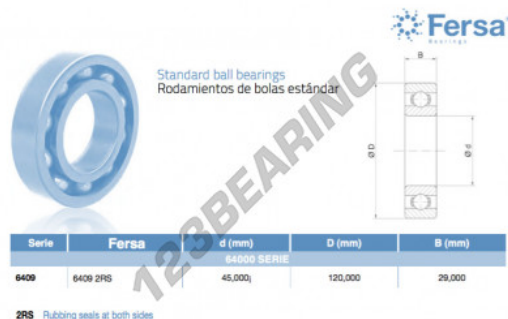 Fersa
Bearings
Standard ball bearings
Rodamientos de bolas estándar
B
Ø D
Ø d
123BEARING
Serie Fersa d (mm) D (mm) B (mm)
64000 SERIE
6409 6409 2RS 45,000 120,000 29,000
2RS Rubbing seals at both sides